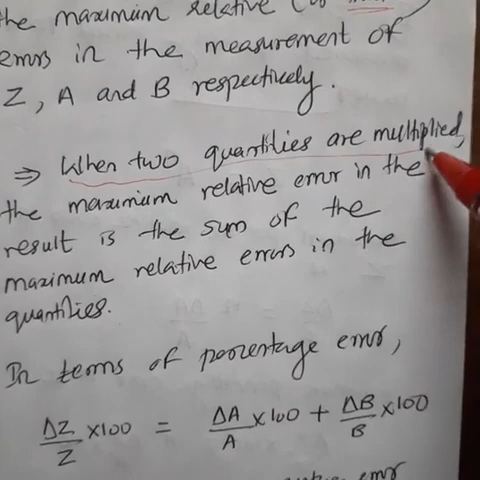 the maximum relative
errors in the measurement of
Z, A and B respectively.
⇒ When two quantities are multiplied,
the maximum relative error in the
result is the sum of the
maximum relative errors in the
quantities.
In terms of percentage error,
ΔZ/Z ×100 = ΔA/A ×100 + ΔB/B ×100
error